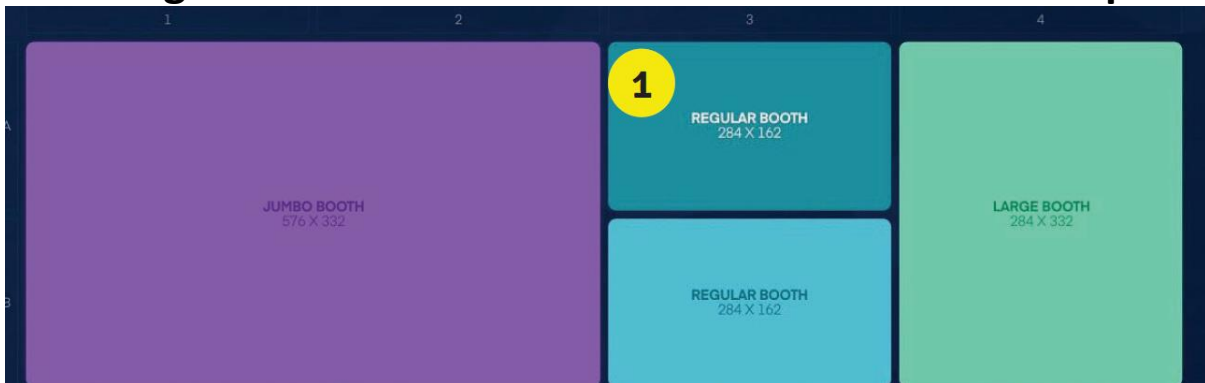 1 2 3 4
A
1
REGULAR BOOTH
284 X 162
JUMBO BOOTH
576 X 332
LARGE BOOTH
284 X 332
B
REGULAR BOOTH
284 X 162